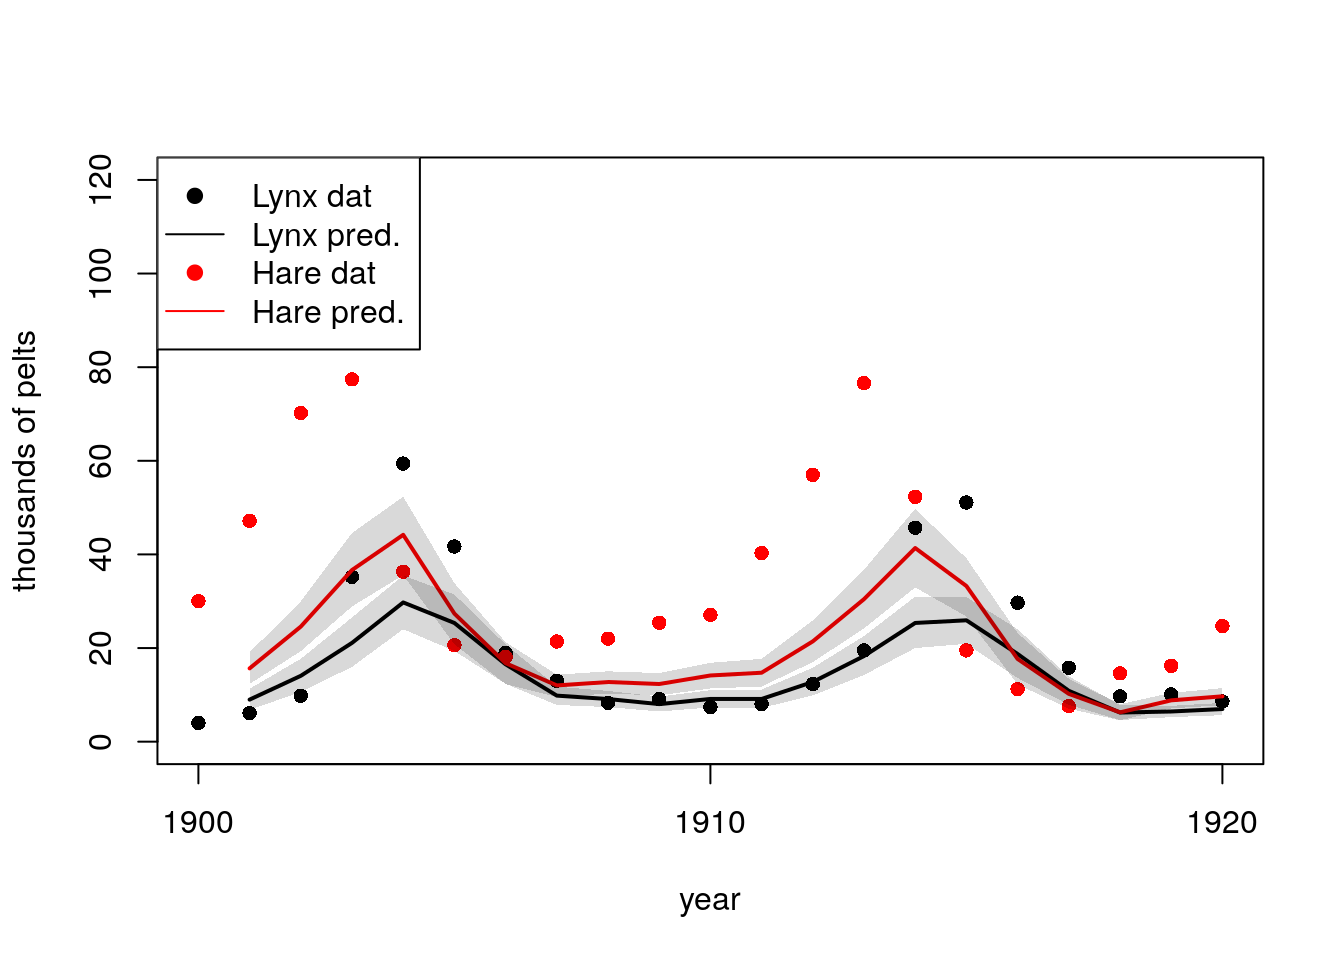 120
100
80
60
40
20
0
thousands of pelts
Lynx dat
Lynx pred.
Hare dat
Hare pred.
1900 1910 1920
year